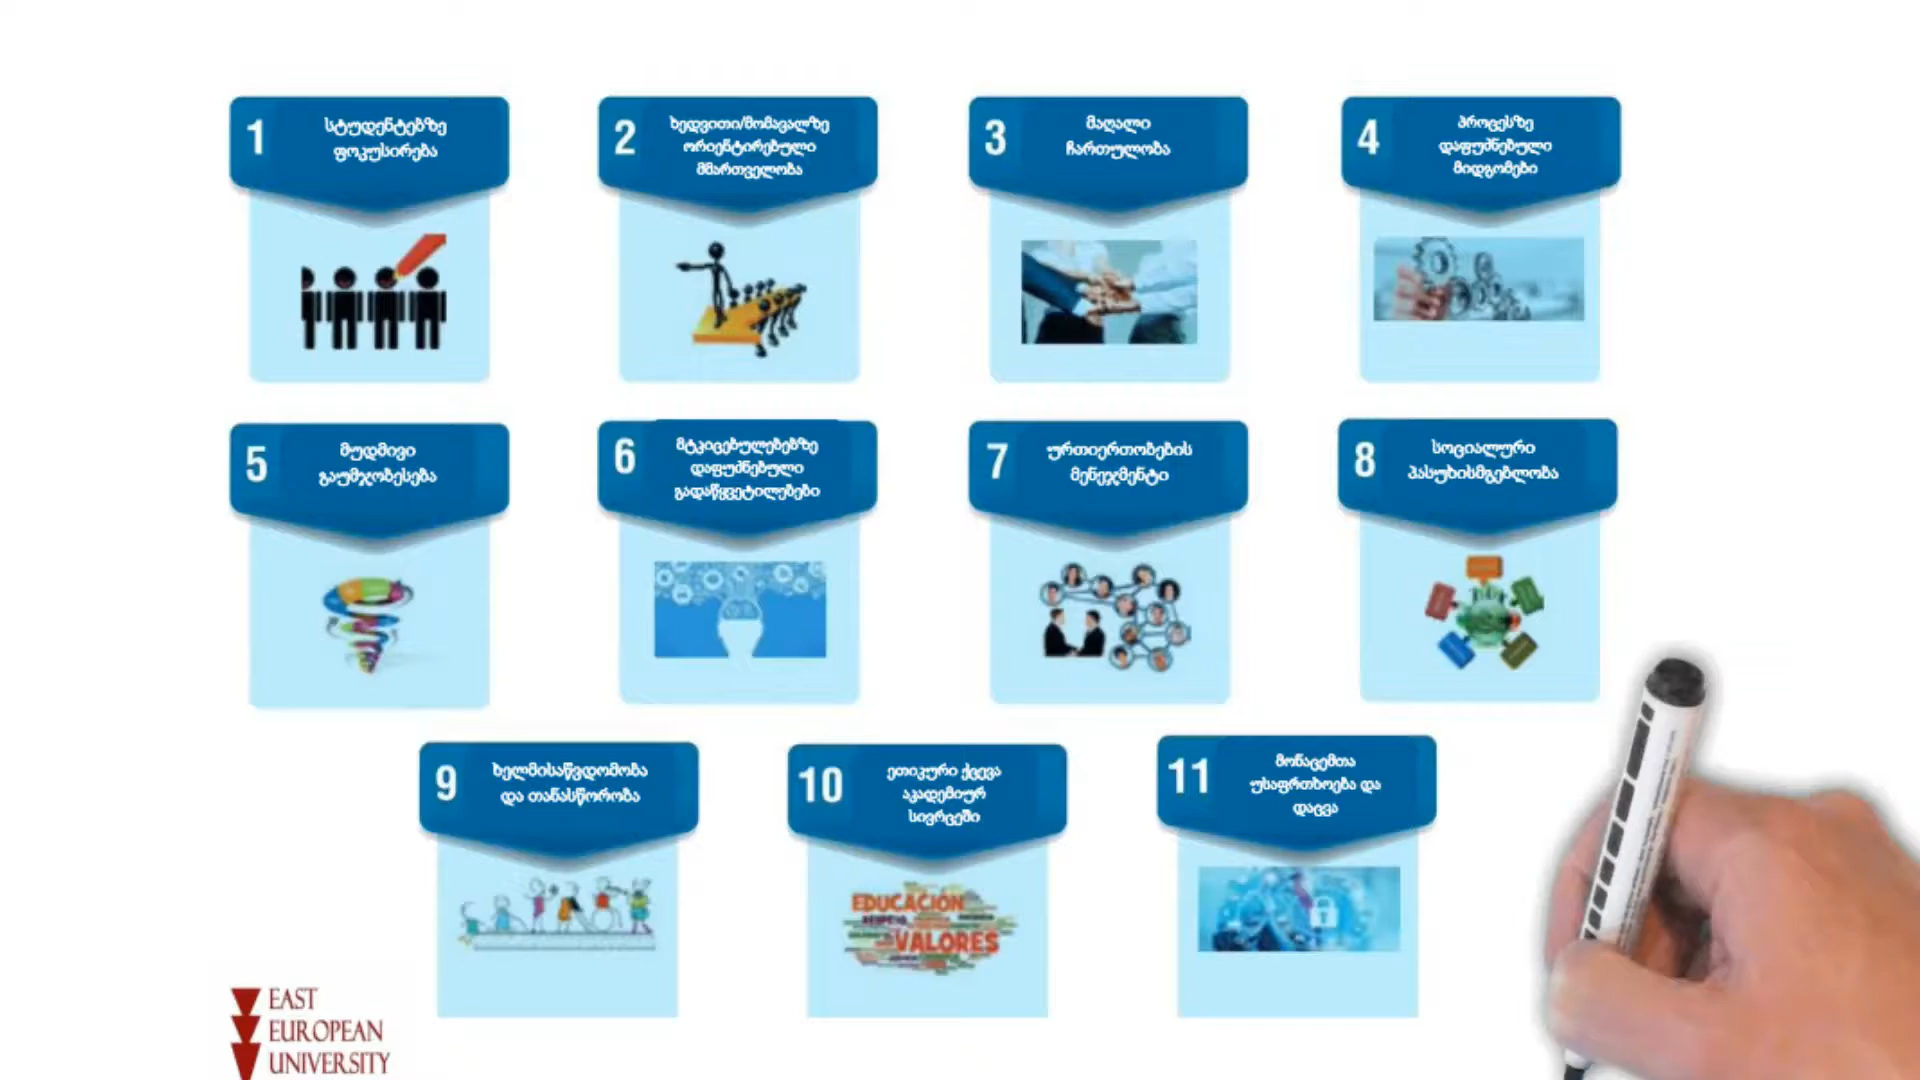 1
სტუდენტებზე
ფოკუსირება
2
ხედვითი/მომავალზე
ორიენტირებული
მმართველობა
3
მაღალი
ჩართულობა
4
პროცესზე
დაფუძნებული
მიდგომები
5
მუდმივი
გაუმჯობესება
6
მტკიცებულებებზე
დაფუძნებული
გადაწყვეტილებები
7
ურთიერთობების
მენეჯმენტი
8
სოციალური
პასუხისმგებლობა
9
ხელმისაწვდომობა
და თანასწორობა
10
ეთიკური ქცევა
აკადემიურ
სივრცეში
EDUCACION
VALORES
11
მონაცემთა
უსაფრთხოება და
დაცვა
EAST
EUROPEAN
UNIVERSITY